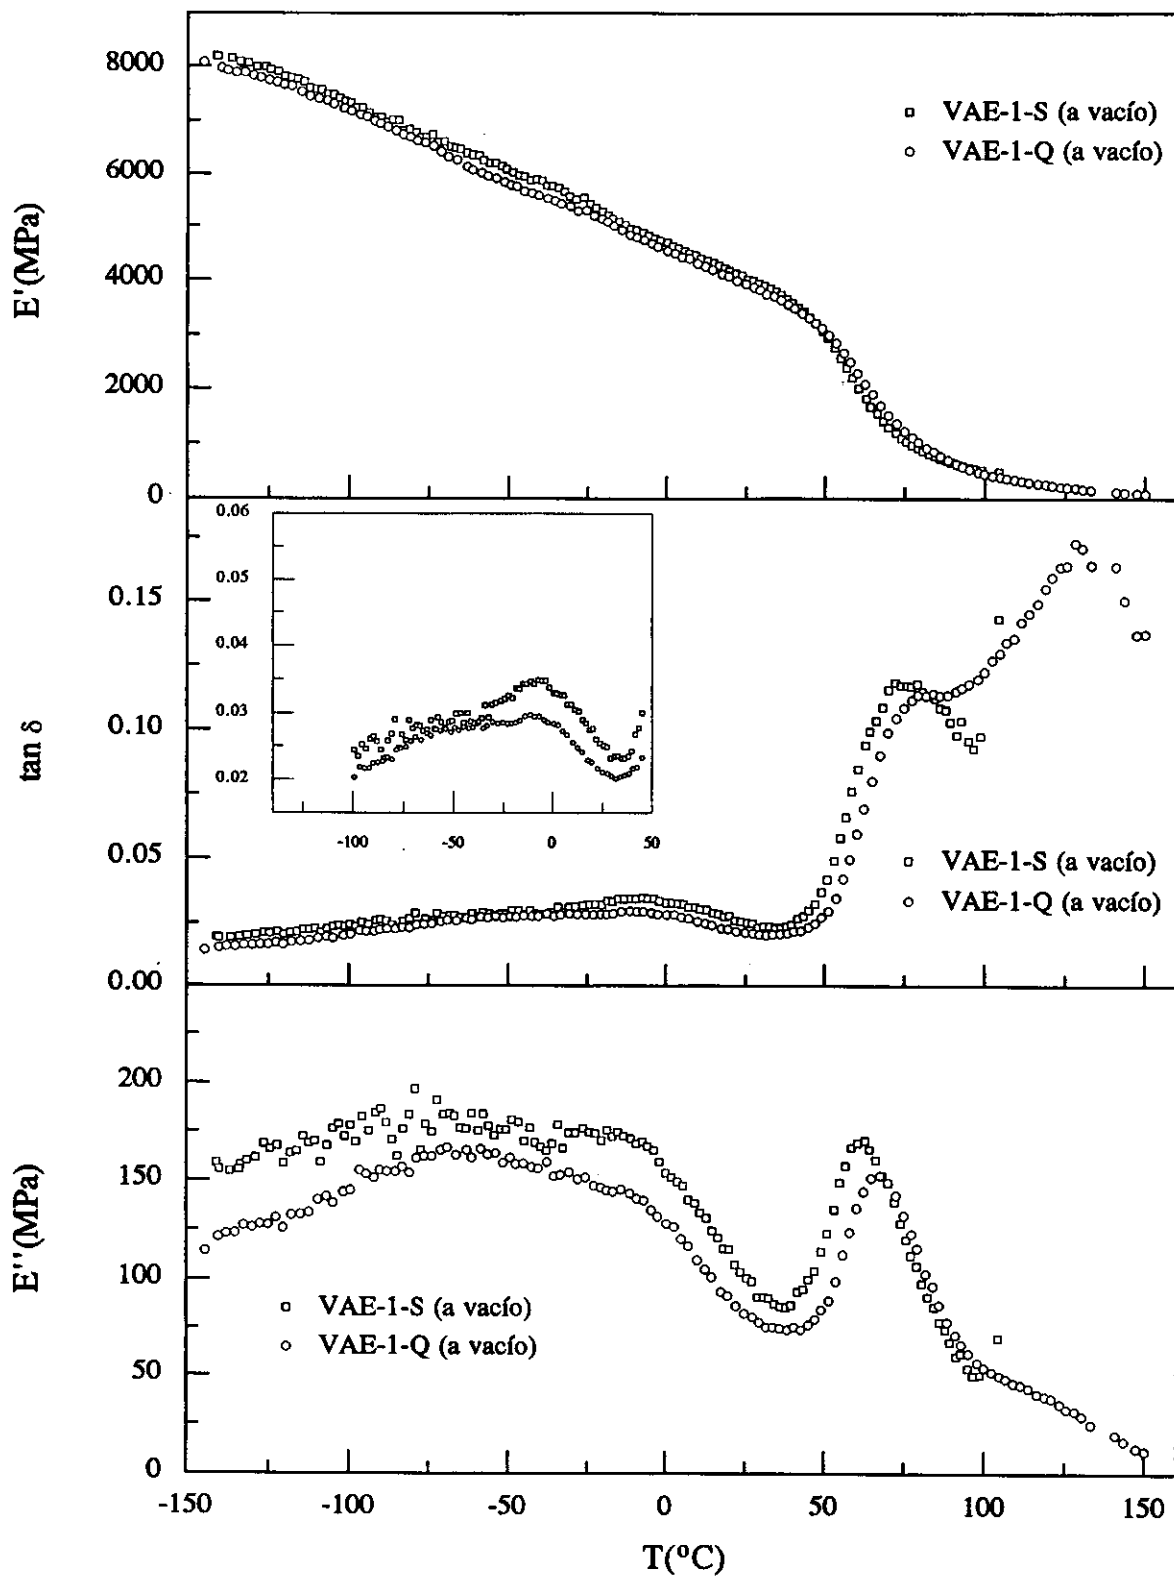 8000
6000
4000
2000
0
E'(MPa)
□ VAE-1-S (a vacío)
○ VAE-1-Q (a vacío)
0.15
0.10
0.05
0.00
tan δ
0.06
0.05
0.04
0.03
0.02
-100 -50 0 50
□ VAE-1-S (a vacío)
○ VAE-1-Q (a vacío)
200
150
100
50
0
E''(MPa)
□ VAE-1-S (a vacío)
○ VAE-1-Q (a vacío)
-150 -100 -50 0 50 100 150
T(ºC)